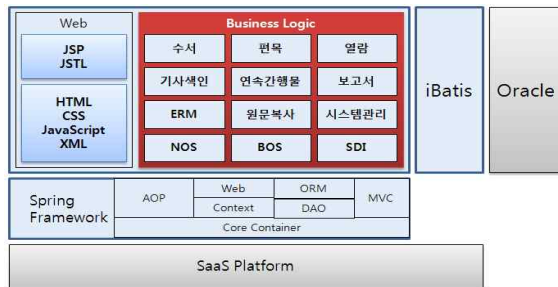 Web
JSP
JSTL
HTML
CSS
JavaScript
XML
Business Logic
수서 편목 열람
기사색인 연속간행물 보고서
ERM 원문복사 시스템관리
NOS BOS SDI
iBatis
Oracle
Spring
Framework
AOP
Web
Context
ORM
DAO
MVC
Core Container
SaaS Platform